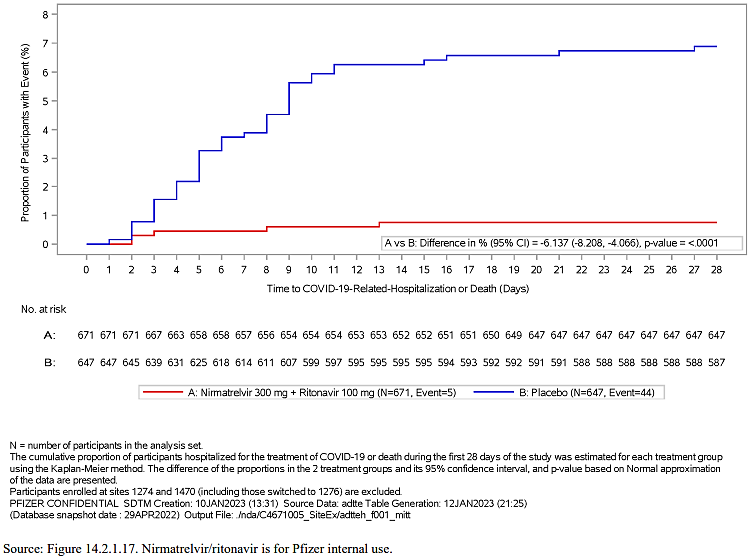 8
7
6
5
4
3
2
1
0
Proportion of Participants with Event (%)
A vs B: Difference in % (95% CI) = -6.137 (-8.208, -4.066), p-value = <.0001
0 1 2 3 4 5 6 7 8 9 10 11 12 13 14 15 16 17 18 19 20 21 22 23 24 25 26 27 28
Time to COVID-19-Related-Hospitalization or Death (Days)
No. at risk
A: 671 671 671 667 663 658 658 657 656 654 654 654 653 653 652 652 651 651 650 649 647 647 647 647 647 647 647 647 647
B: 647 647 645 639 631 625 618 614 611 607 599 597 595 595 595 595 594 593 592 592 591 591 588 588 588 588 588 588 587
A: Nirmatrelvir 300 mg + Ritonavir 100 mg (N=671, Event=5) B: Placebo (N=647, Event=44)
N = number of participants in the analysis set.
The cumulative proportion of participants hospitalized for the treatment of COVID-19 or death during the first 28 days of the study was estimated for each treatment group
using the Kaplan-Meier method. The difference of the proportions in the 2 treatment groups and its 95% confidence interval, and p-value based on Normal approximation
of the data are presented.
Participants enrolled at sites 1274 and 1470 (including those switched to 1276) are excluded.
PFIZER CONFIDENTIAL SDTM Creation: 10JAN2023 (13:31) Source Data: adtte Table Generation: 12JAN2023 (21:25)
(Database snapshot date : 29APR2022) Output File: ./nda/C4671005_SiteEx/adtteh_f001_mitt
Source: Figure 14.2.1.17. Nirmatrelvir/ritonavir is for Pfizer internal use.